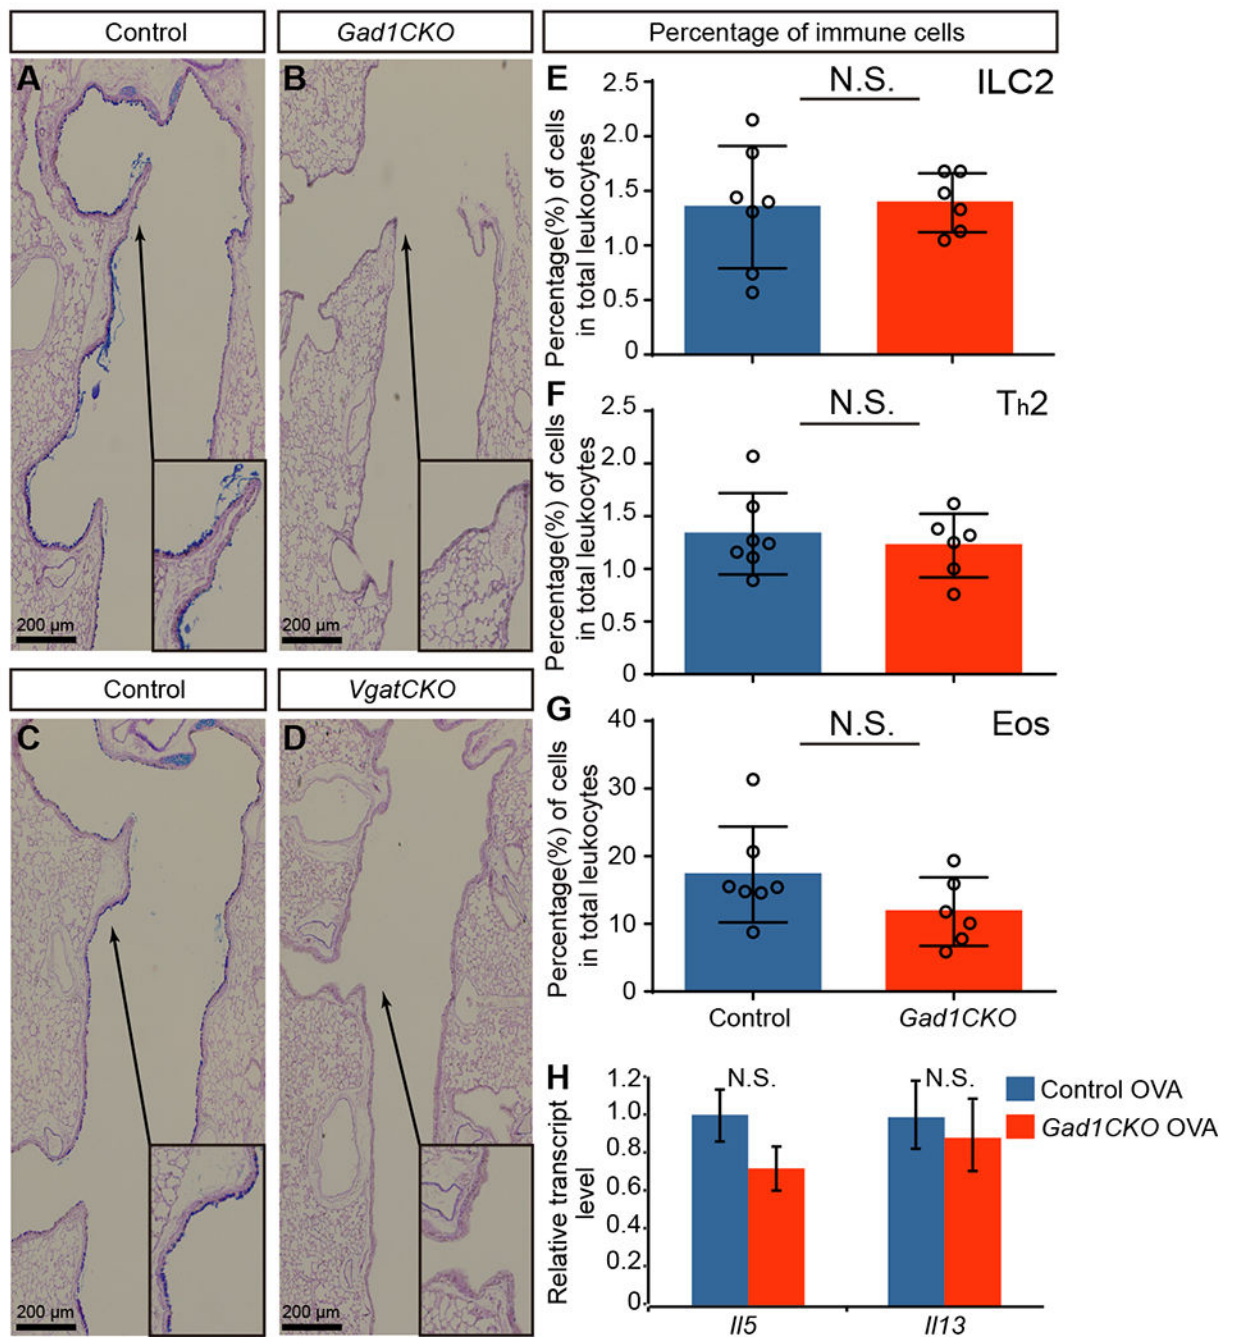 Control
Gad1CKO
Percentage of immune cells
A
B
200 µm
200 µm
Control
VgatCKO
C
D
200 µm
200 µm
E
N.S.
ILC2
Percentage(%) of cells
in total leukocytes
2.5
2.0
1.5
1.0
0.5
0
F
N.S.
Th2
Percentage(%) of cells
in total leukocytes
2.5
2.0
1.5
1.0
0.5
0
G
N.S.
Eos
Percentage(%) of cells
in total leukocytes
40
30
20
10
0
Control
Gad1CKO
H
N.S.
N.S.
Relative transcript
level
1.2
1.0
0.8
0.6
0.4
0.2
0
Il5
Il13
Control OVA
Gad1CKO OVA